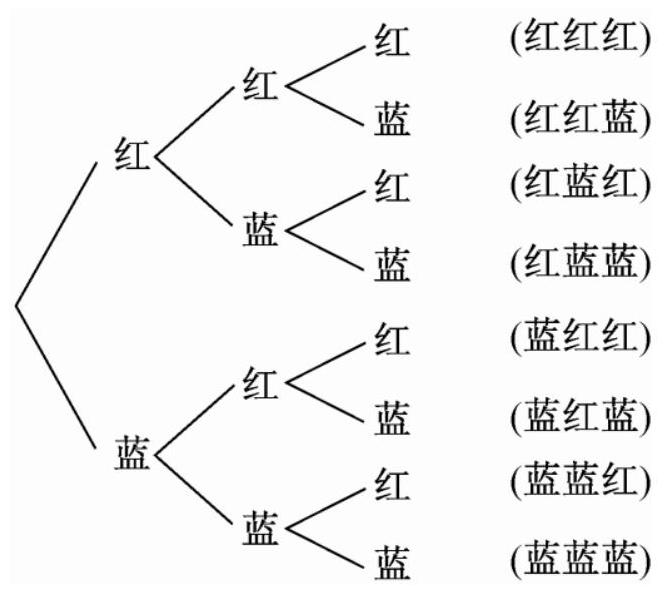 红 (红红红)
红
蓝 (红红蓝)
红
红 (红蓝红)
蓝
蓝 (红蓝蓝)
红 (蓝红红)
红
蓝 (蓝红蓝)
蓝
红 (蓝蓝红)
蓝
蓝 (蓝蓝蓝)